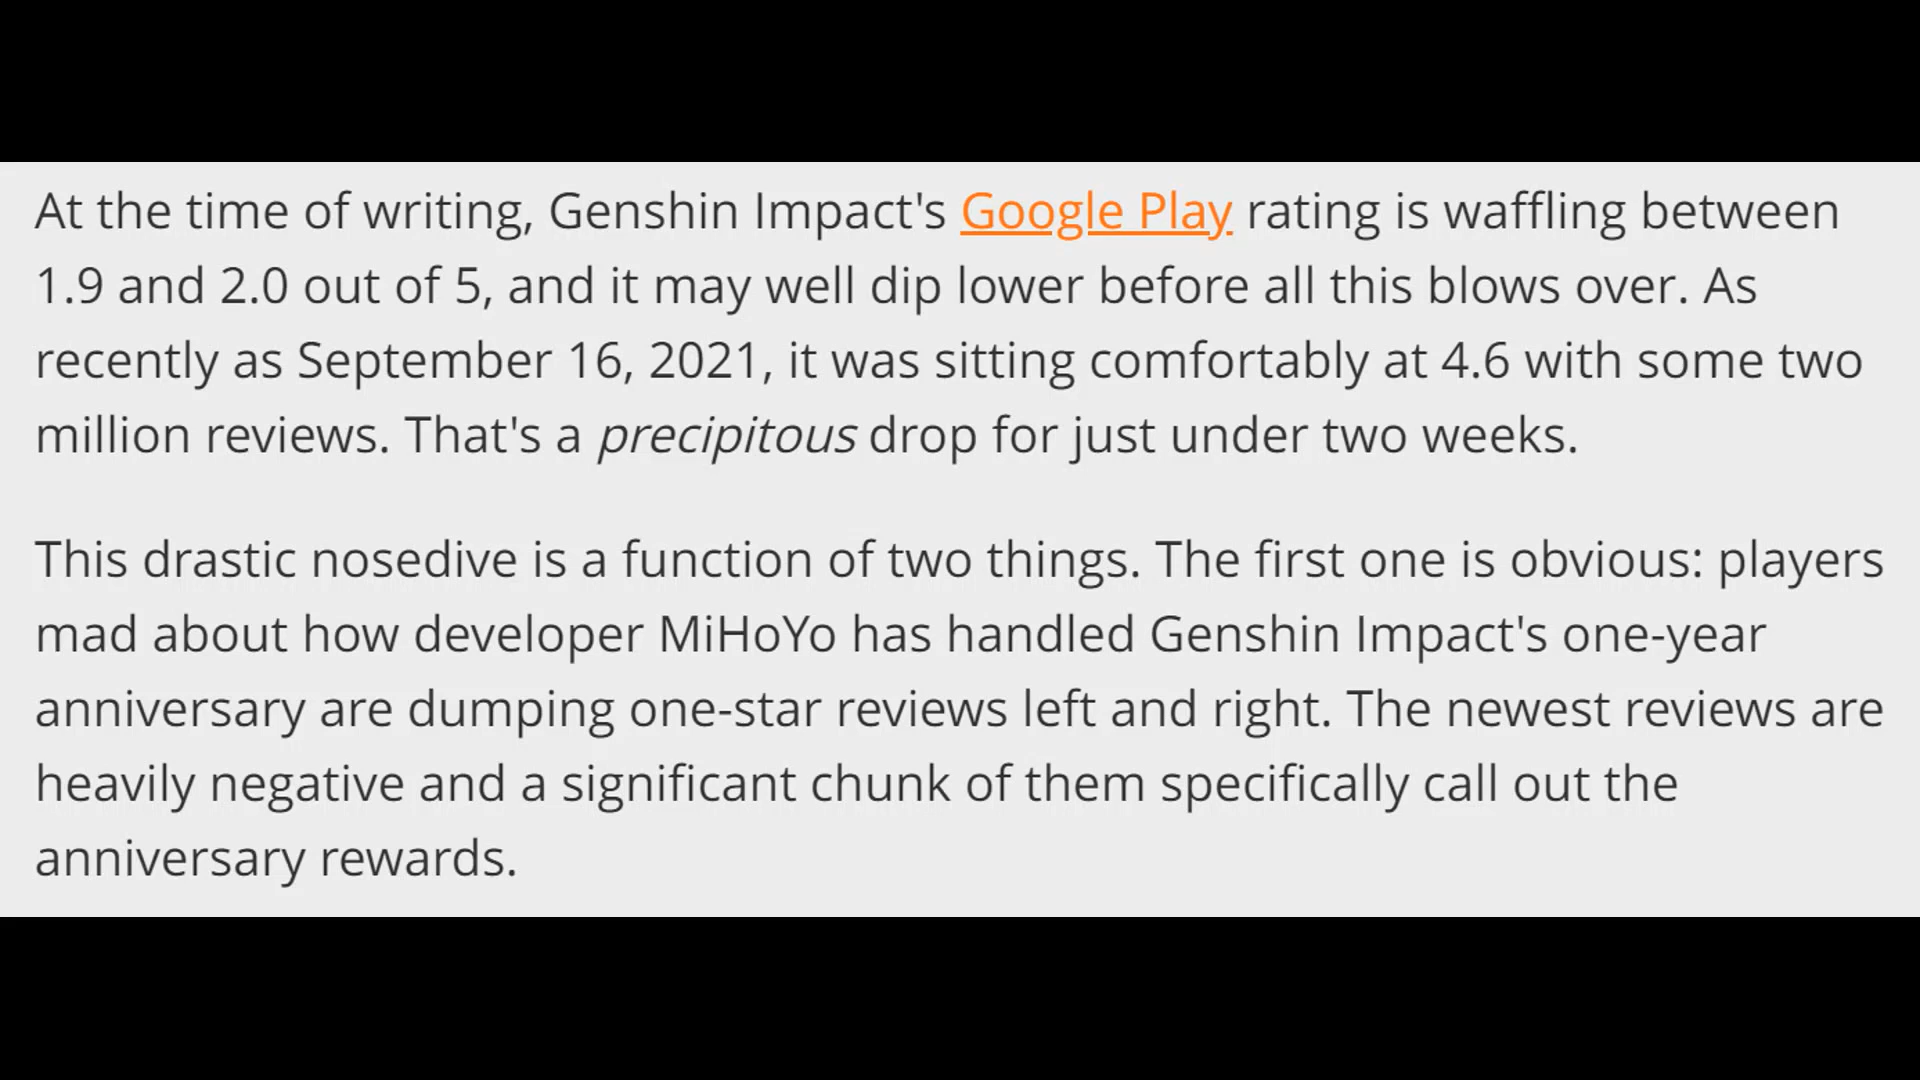 At the time of writing, Genshin Impact's Google Play rating is waffling between
1.9 and 2.0 out of 5, and it may well dip lower before all this blows over. As
recently as September 16, 2021, it was sitting comfortably at 4.6 with some two
million reviews. That's a precipitous drop for just under two weeks.
This drastic nosedive is a function of two things. The first one is obvious: players
mad about how developer MiHoYo has handled Genshin Impact's one-year
anniversary are dumping one-star reviews left and right. The newest reviews are
heavily negative and a significant chunk of them specifically call out the
anniversary rewards.